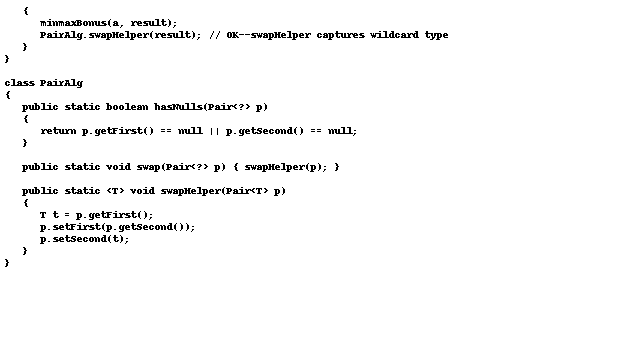 {
minmaxBonus(a, result);
PairAlg.swapHelper(result); // OK--swapHelper captures wildcard type
}
}
class PairAlg
{
public static boolean hasNulls(Pair<?> p)
{
return p.getFirst() == null || p.getSecond() == null;
}
public static void swap(Pair<?> p) { swapHelper(p); }
public static <T> void swapHelper(Pair<T> p)
{
T t = p.getFirst();
p.setFirst(p.getSecond());
p.setSecond(t);
}
}